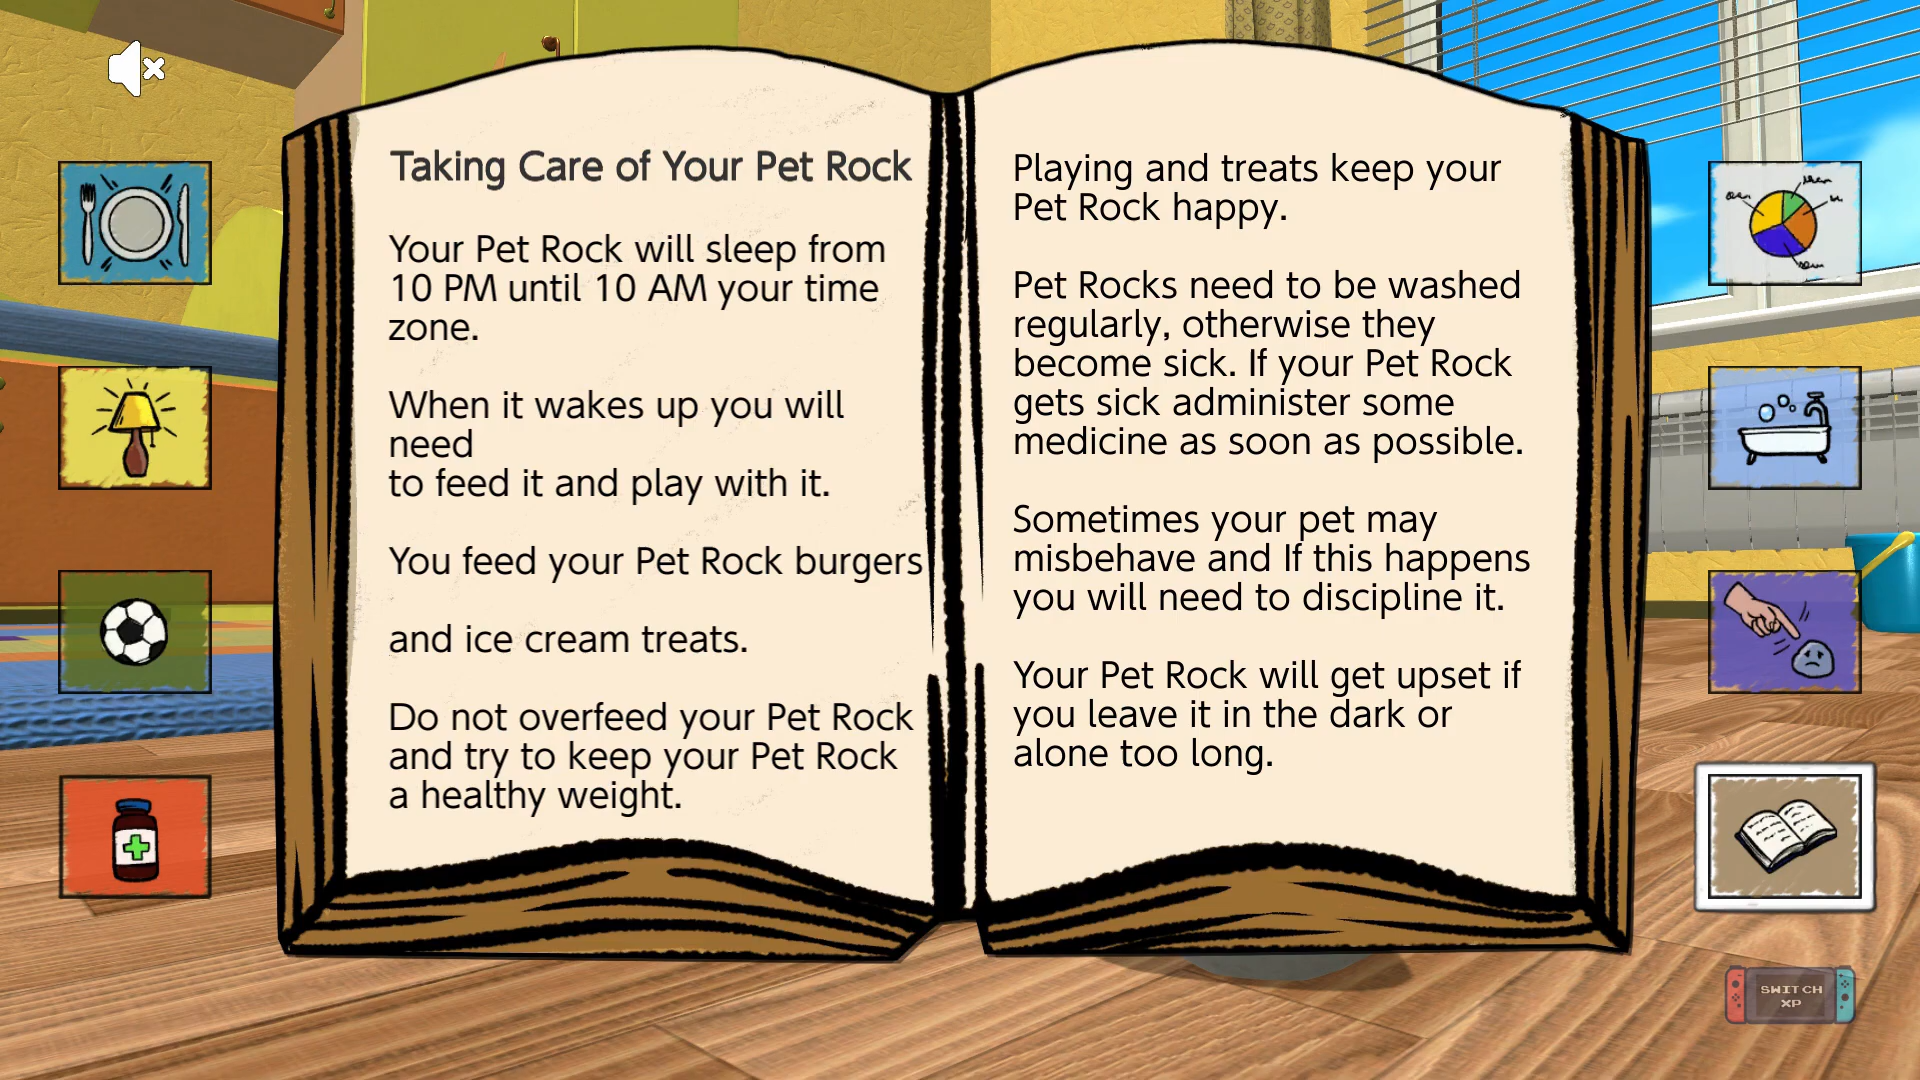 Taking Care of Your Pet Rock
Your Pet Rock will sleep from
10 PM until 10 AM your time
zone.
When it wakes up you will
need
to feed it and play with it.
You feed your Pet Rock burgers
and ice cream treats.
Do not overfeed your Pet Rock
and try to keep your Pet Rock
a healthy weight.
Playing and treats keep your
Pet Rock happy.
Pet Rocks need to be washed
regularly, otherwise they
become sick. If your Pet Rock
gets sick administer some
medicine as soon as possible.
Sometimes your pet may
misbehave and If this happens
you will need to discipline it.
Your Pet Rock will get upset if
you leave it in the dark or
alone too long.
SWITCH
XP